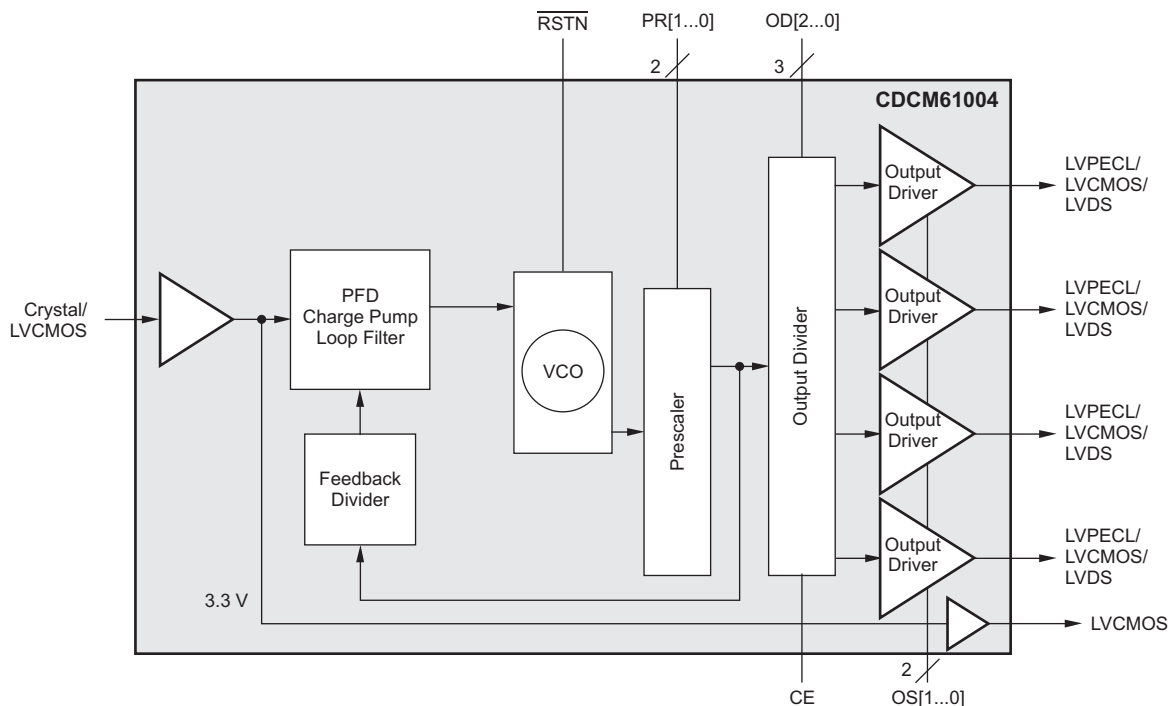 RSTN
PR[1...0]
OD[2...0]
2
3
CDCM61004
Output
Driver
LVPECL/
LVCMOS/
LVDS
PFD
Charge Pump
Loop Filter
Crystal/
LVCMOS
VCO
Prescaler
Output Divider
Output
Driver
LVPECL/
LVCMOS/
LVDS
Output
Driver
LVPECL/
LVCMOS/
LVDS
Feedback
Divider
Output
Driver
LVPECL/
LVCMOS/
LVDS
3.3 V
LVCMOS
2
CE
OS[1...0]